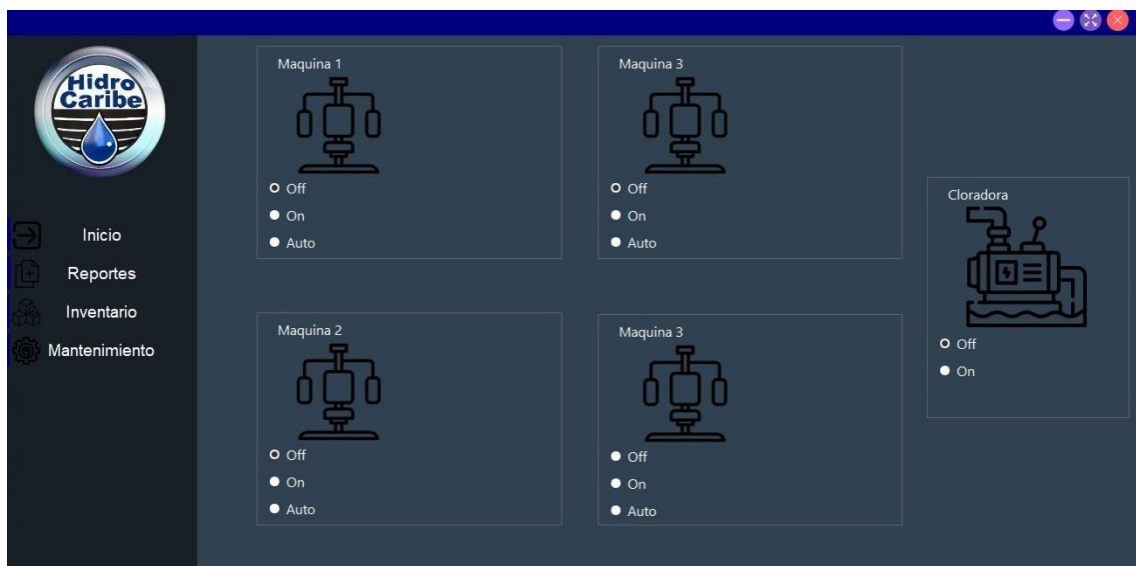 Hidro
Caribe
Inicio
Reportes
Inventario
Mantenimiento
Maquina 1
Off
On
Auto
Maquina 3
Off
On
Auto
Maquina 2
Off
On
Auto
Maquina 3
Off
On
Auto
Cloradora
Off
On